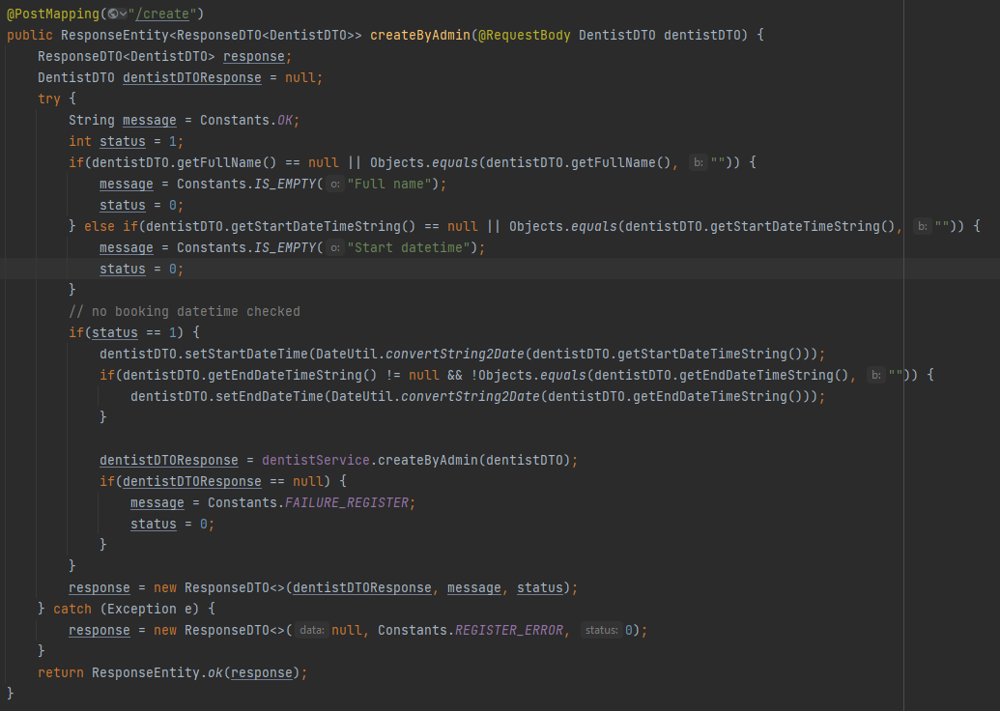 @PostMapping("/create")
public ResponseEntity<ResponseDTO<DentistDTO>> createByAdmin(@RequestBody DentistDTO dentistDTO) {
    ResponseDTO<DentistDTO> response;
    DentistDTO dentistDTOResponse = null;
    try {
        String message = Constants.OK;
        int status = 1;
        if(dentistDTO.getFullName() == null || Objects.equals(dentistDTO.getFullName(), b: "")) {
            message = Constants.IS_EMPTY( o: "Full name");
            status = 0;
        } else if(dentistDTO.getStartDateTimeString() == null || Objects.equals(dentistDTO.getStartDateTimeString(), b: "")) {
            message = Constants.IS_EMPTY( o: "Start datetime");
            status = 0;
        }
        // no booking datetime checked
        if(status == 1) {
            dentistDTO.setStartDateTime(DateUtil.convertString2Date(dentistDTO.getStartDateTimeString()));
            if(dentistDTO.getEndDateTimeString() != null && !Objects.equals(dentistDTO.getEndDateTimeString(), b: "")) {
                dentistDTO.setEndDateTime(DateUtil.convertString2Date(dentistDTO.getEndDateTimeString()));
            }

            dentistDTOResponse = dentistService.createByAdmin(dentistDTO);
            if(dentistDTOResponse == null) {
                message = Constants.FAILURE_REGISTER;
                status = 0;
            }
        }
        response = new ResponseDTO<>(dentistDTOResponse, message, status);
    } catch (Exception e) {
        response = new ResponseDTO<>( data: null, Constants.REGISTER_ERROR, status: 0);
    }
    return ResponseEntity.ok(response);
}